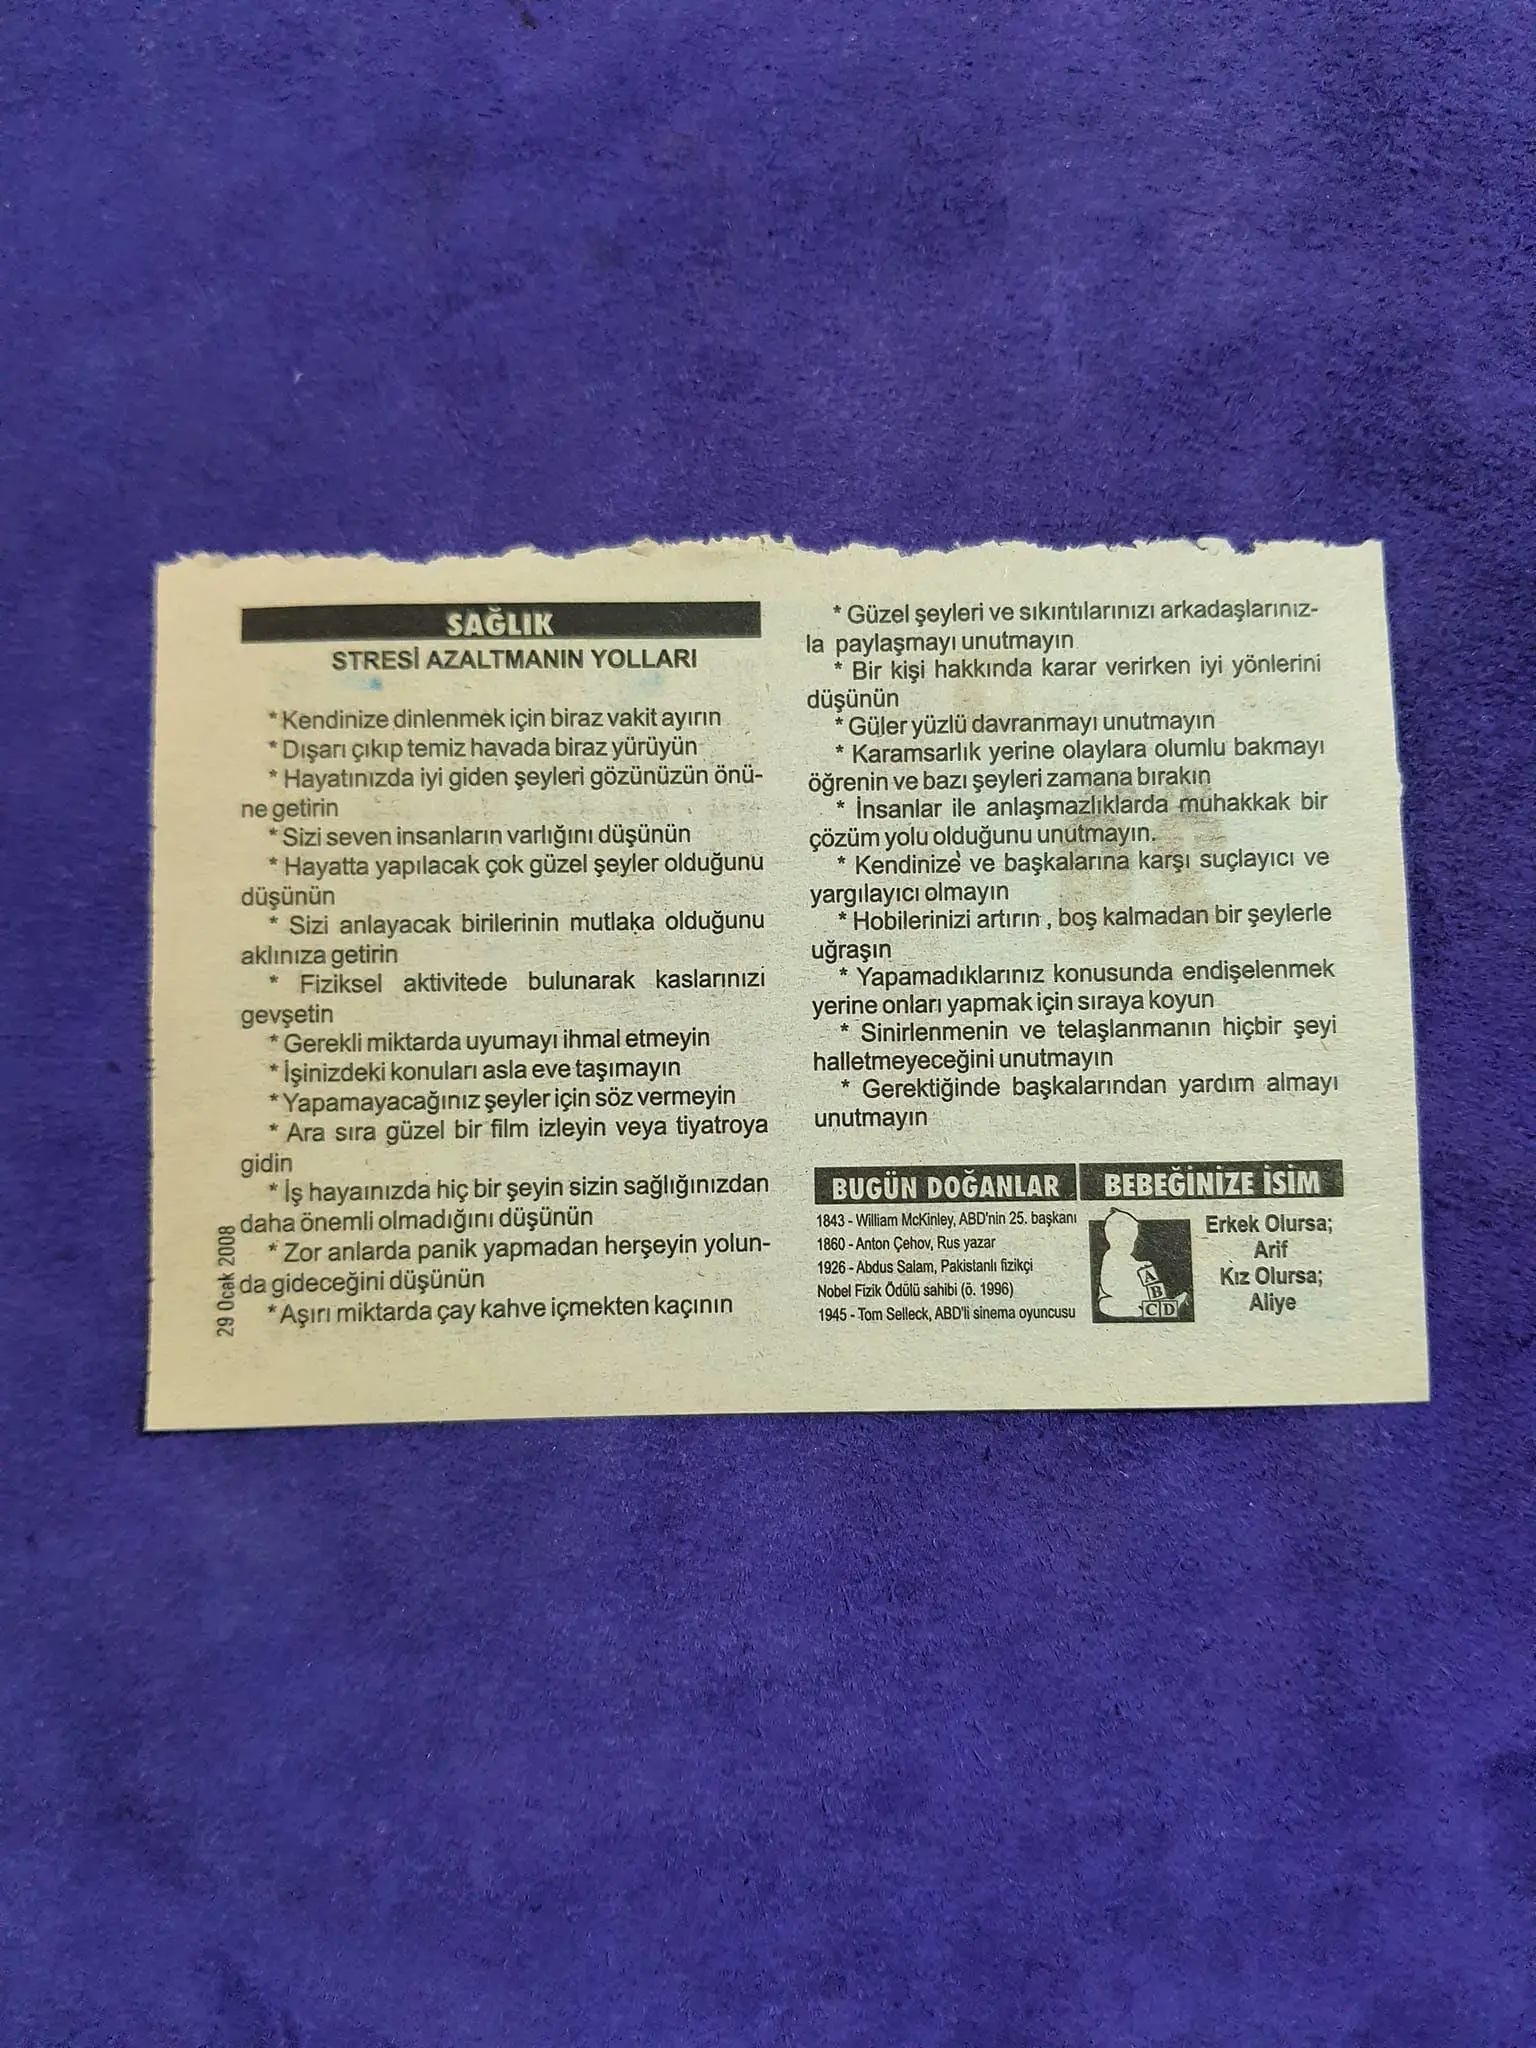 SAĞLIK
STRESİ AZALTMANIN YOLLARI
* Kendinize dinlenmek için biraz vakit ayırın
* Dışarı çıkıp temiz havada biraz yürüyün
* Hayatınızda iyi giden şeyleri gözünüzün önü-
ne getirin
* Sizi seven insanların varlığını düşünün
* Hayatta yapılacak çok güzel şeyler olduğunu
düşünün
* Sizi anlayacak birilerinin mutlaka olduğunu
aklınıza getirin
* Fiziksel aktivitede bulunarak kaslarınızi
gevşetin
* Gerekli miktarda uyumayı ihmal etmeyin
* İşinizdeki konuları asla eve taşımayın
* Yapamayacağınız şeyler için söz vermeyin
* Ara sıra güzel bir film izleyin veya tiyatroya
gidin
* İş hayaınızda hiç bir şeyin sizin sağlığınızdan
daha önemli olmadığını düşünün
* Zor anlarda panik yapmadan herşeyin yolun-
da gideceğini düşünün
* Aşırı miktarda çay kahve içmekten kaçının
29 Ocak 2008
* Güzel şeyleri ve sıkıntılarınızı arkadaşlarınız-
la paylaşmayı unutmayın
* Bir kişi hakkında karar verirken iyi yönlerini
düşünün
* Güler yüzlü davranmayı unutmayın
* Karamsarlık yerine olaylara olumlu bakmayı
öğrenin ve bazı şeyleri zamana bırakın
* İnsanlar ile anlaşmazlıklarda muhakkak bir
çözüm yolu olduğunu unutmayın.
* Kendinize ve başkalarına karşı suçlayıcı ve
yargılayıcı olmayın
* Hobilerinizi artırın , boş kalmadan bir şeylerle
uğraşın
* Yapamadıklarınız konusunda endişelenmek
yerine onları yapmak için sıraya koyun
* Sinirlenmenin ve telaşlanmanın hiçbir şeyi
halletmeyeceğini unutmayın
* Gerektiğinde başkalarından yardım almayı
unutmayın
BUGÜN DOĞANLAR
1843 - William McKinley, ABD'nin 25. başkanı
1860 - Anton Çehov, Rus yazar
1926 - Abdus Salam, Pakistanlı fizikçi
Nobel Fizik Ödülü sahibi (ö. 1996)
1945 - Tom Selleck, ABD'li sinema oyuncusu
BEBEĞİNİZE İSİM
A
B
C D
Erkek Olursa;
Arif
Kız Olursa;
Aliye